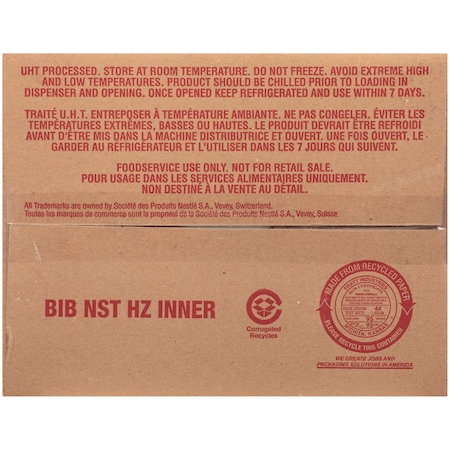 UHT PROCESSED. STORE AT ROOM TEMPERATURE. DO NOT FREEZE. AVOID EXTREME HIGH
AND LOW TEMPERATURES. PRODUCT SHOULD BE CHILLED PRIOR TO LOADING IN
DISPENSER AND OPENING. ONCE OPENED KEEP REFRIGERATED AND USE WITHIN 7 DAYS.
TRAITÉ U.H.T. ENTREPOSER À TEMPÉRATURE AMBIANTE. NE PAS CONGELER. ÉVITER LES
TEMPÉRATURES EXTRÊMES, BASSES OU HAUTES. LE PRODUIT DEVRAIT ÊTRE REFROIDI
AVANT D'ÊTRE MIS DANS LA MACHINE DISTRIBUTRICE ET OUVERT. UNE FOIS OUVERT, LE
GARDER AU RÉFRIGÉRATEUR ET L'UTILISER DANS LES 7 JOURS QUI SUIVENT.
FOODSERVICE USE ONLY. NOT FOR RETAIL SALE.
POUR USAGE DANS LES SERVICES ALIMENTAIRES UNIQUEMENT.
NON DESTINÉ À LA VENTE AU DÉTAIL.
All Trademarks are owned by Société des Produits Nestlé S.A., Vevey, Switzerland.
Toutes les marques de commerce sont la propriété de la Société des Produits Nestlé S.A., Vevey, Suisse.
BIB NST HZ INNER
Corrugated
Recycles
MADE FROM RECYCLED PAPER
PRATT INDUSTRIES
WICHITA, KANSAS
PLEASE RECYCLE THIS CONTAINER
WE CREATE JOBS AND
PACKAGING SOLUTIONS IN AMERICA